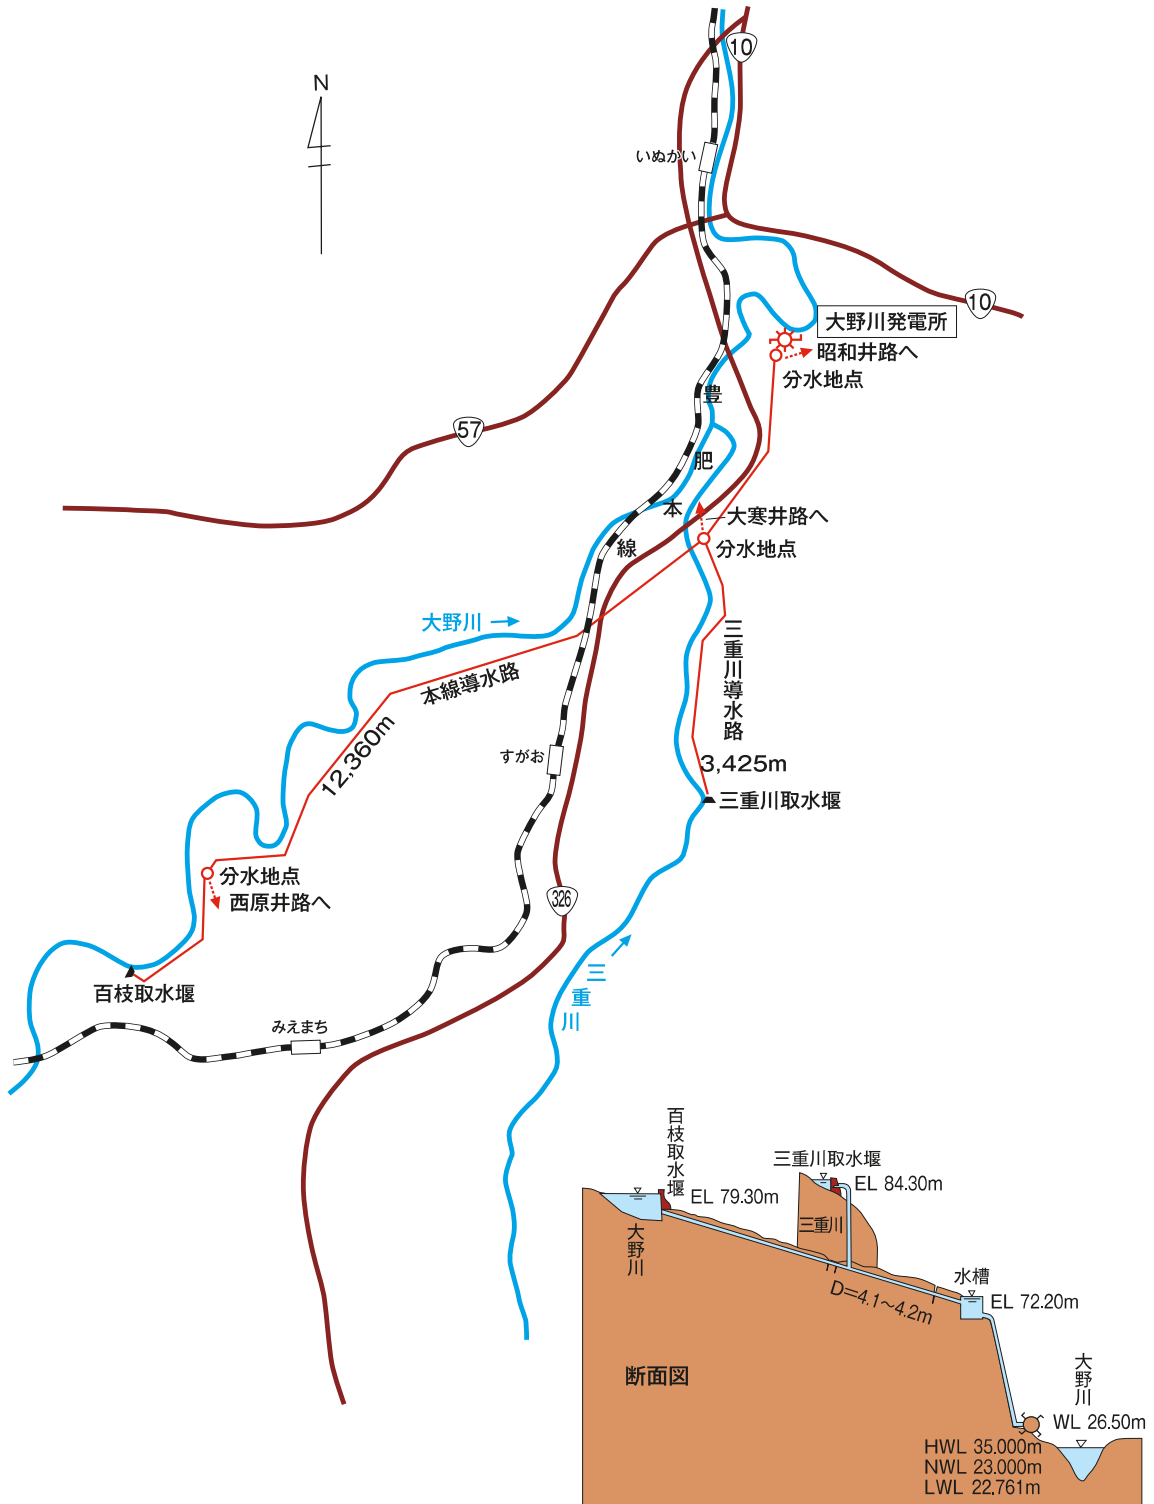 N
10
いぬかい
10
大野川発電所
昭和井路へ
分水地点
57
豊肥本線
大寒井路へ
分水地点
大野川
本線導水路
12,360m
三重川導水路
3,425m
三重川取水堰
すがお
分水地点
西原井路へ
326
百枝取水堰
三重川
みえまち
百枝取水堰
EL 79.30m
三重川取水堰
EL 84.30m
大野川
三重川
水槽
EL 72.20m
D=4.1～4.2m
断面図
大野川
WL 26.50m
HWL 35.000m
NWL 23.000m
LWL 22.761m